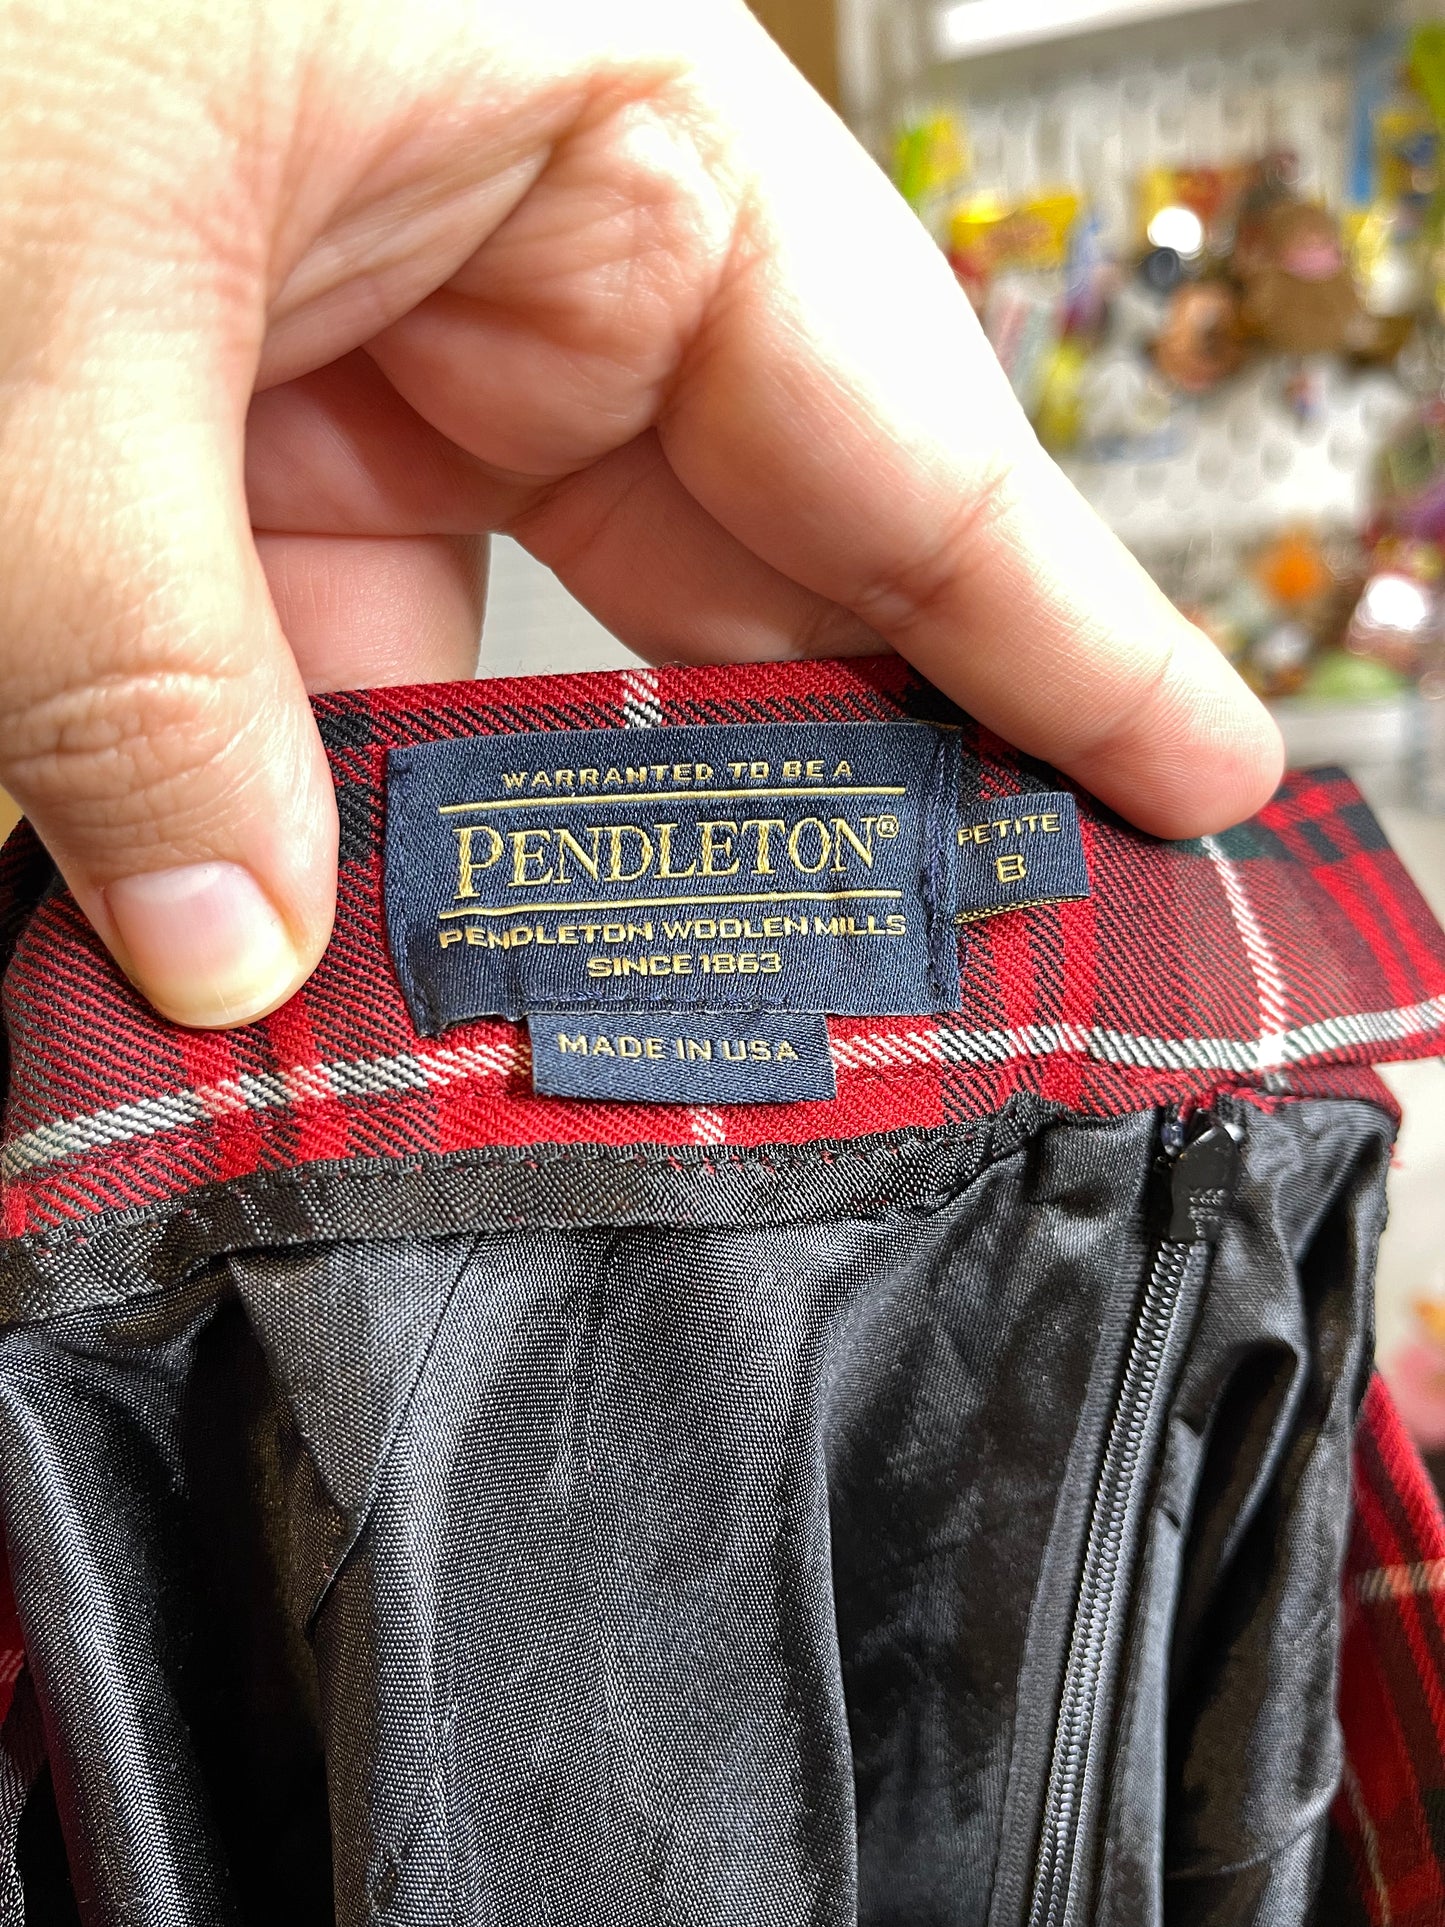 WARRANTED TO BE A
PENDLETON®
PENDLETON WOOLEN MILLS
SINCE 1863
MADE IN USA
PETITE
8